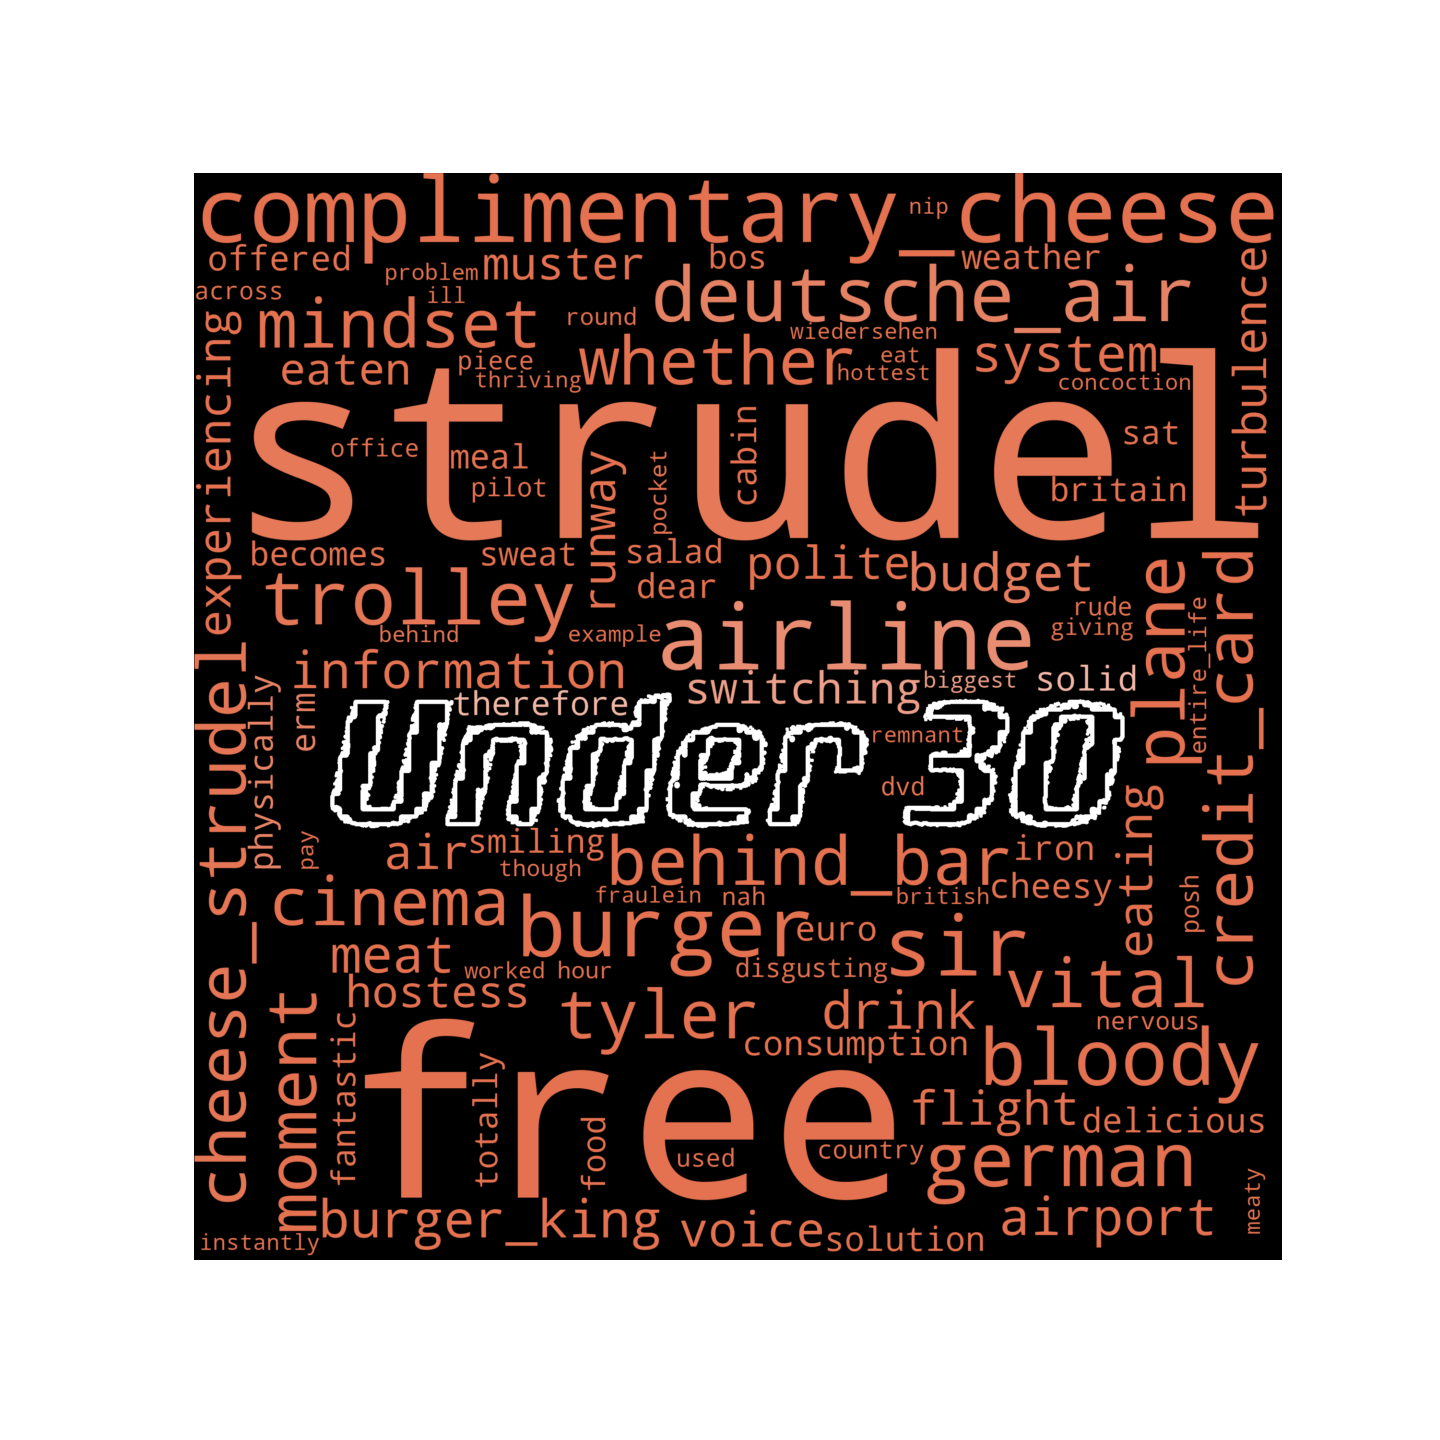 complimentary_cheese
nip
offered
problem
muster
bos
weather
across
ill
deutsche_air
mindset
round
wiedersehen
turbulence
experiencing
eaten
piece
thriving
whether
eat
hottest
system
concoction
strudel
office
meal
pilot
runway
pocket
cabin
sat
britain
becomes
sweat
salad
dear
polite
budget
trolley
behind
example
airline
rude
giving
plane
entire_life
credit_card
information
switching
biggest
solid
therefore
erm
physically
cheese_strudel
Under 30
remnant
dvd
pay
air
smiling
though
behind_bar
iron
eating
cinema
fraulein
nah
british
cheesy
posh
burger
euro
sir
meat
worked
hour
disgusting
vital
hostess
tyler
drink
nervous
moment
fantastic
consumption
bloody
free
totally
food
used
country
flight
delicious
german
meaty
burger_king
voice
solution
airport
instantly